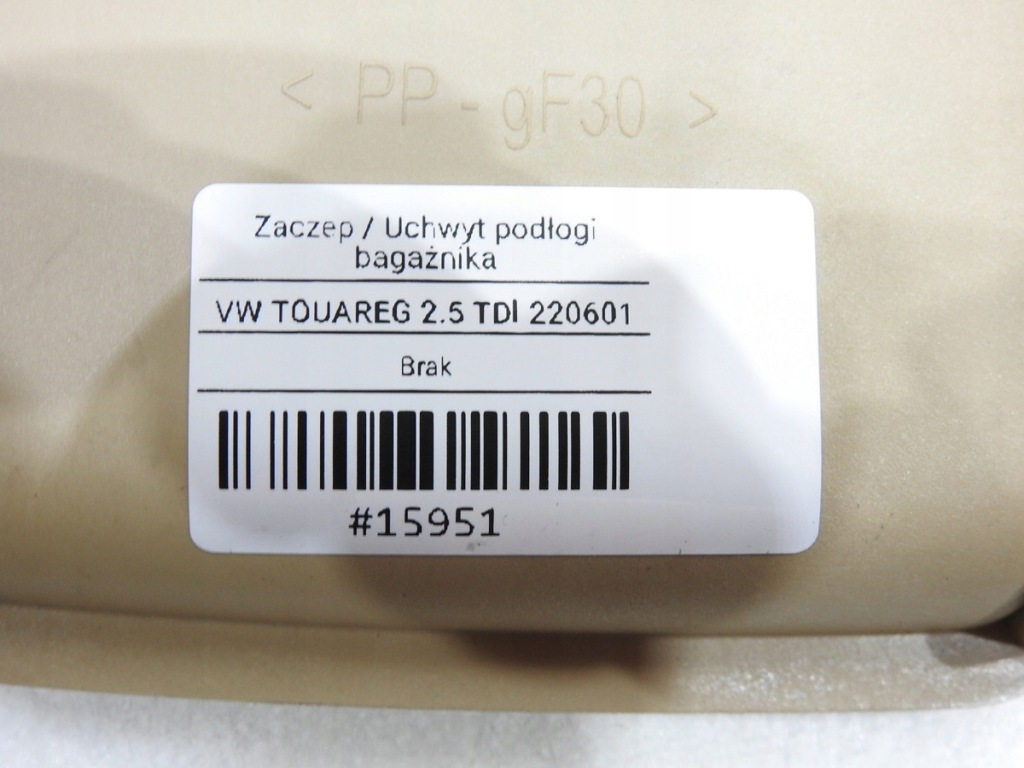 < PP - gF30 >
Zaczep / Uchwyt podłogi
bagażnika
VW TOUAREG 2.5 TDI 220601
Brak
#15951